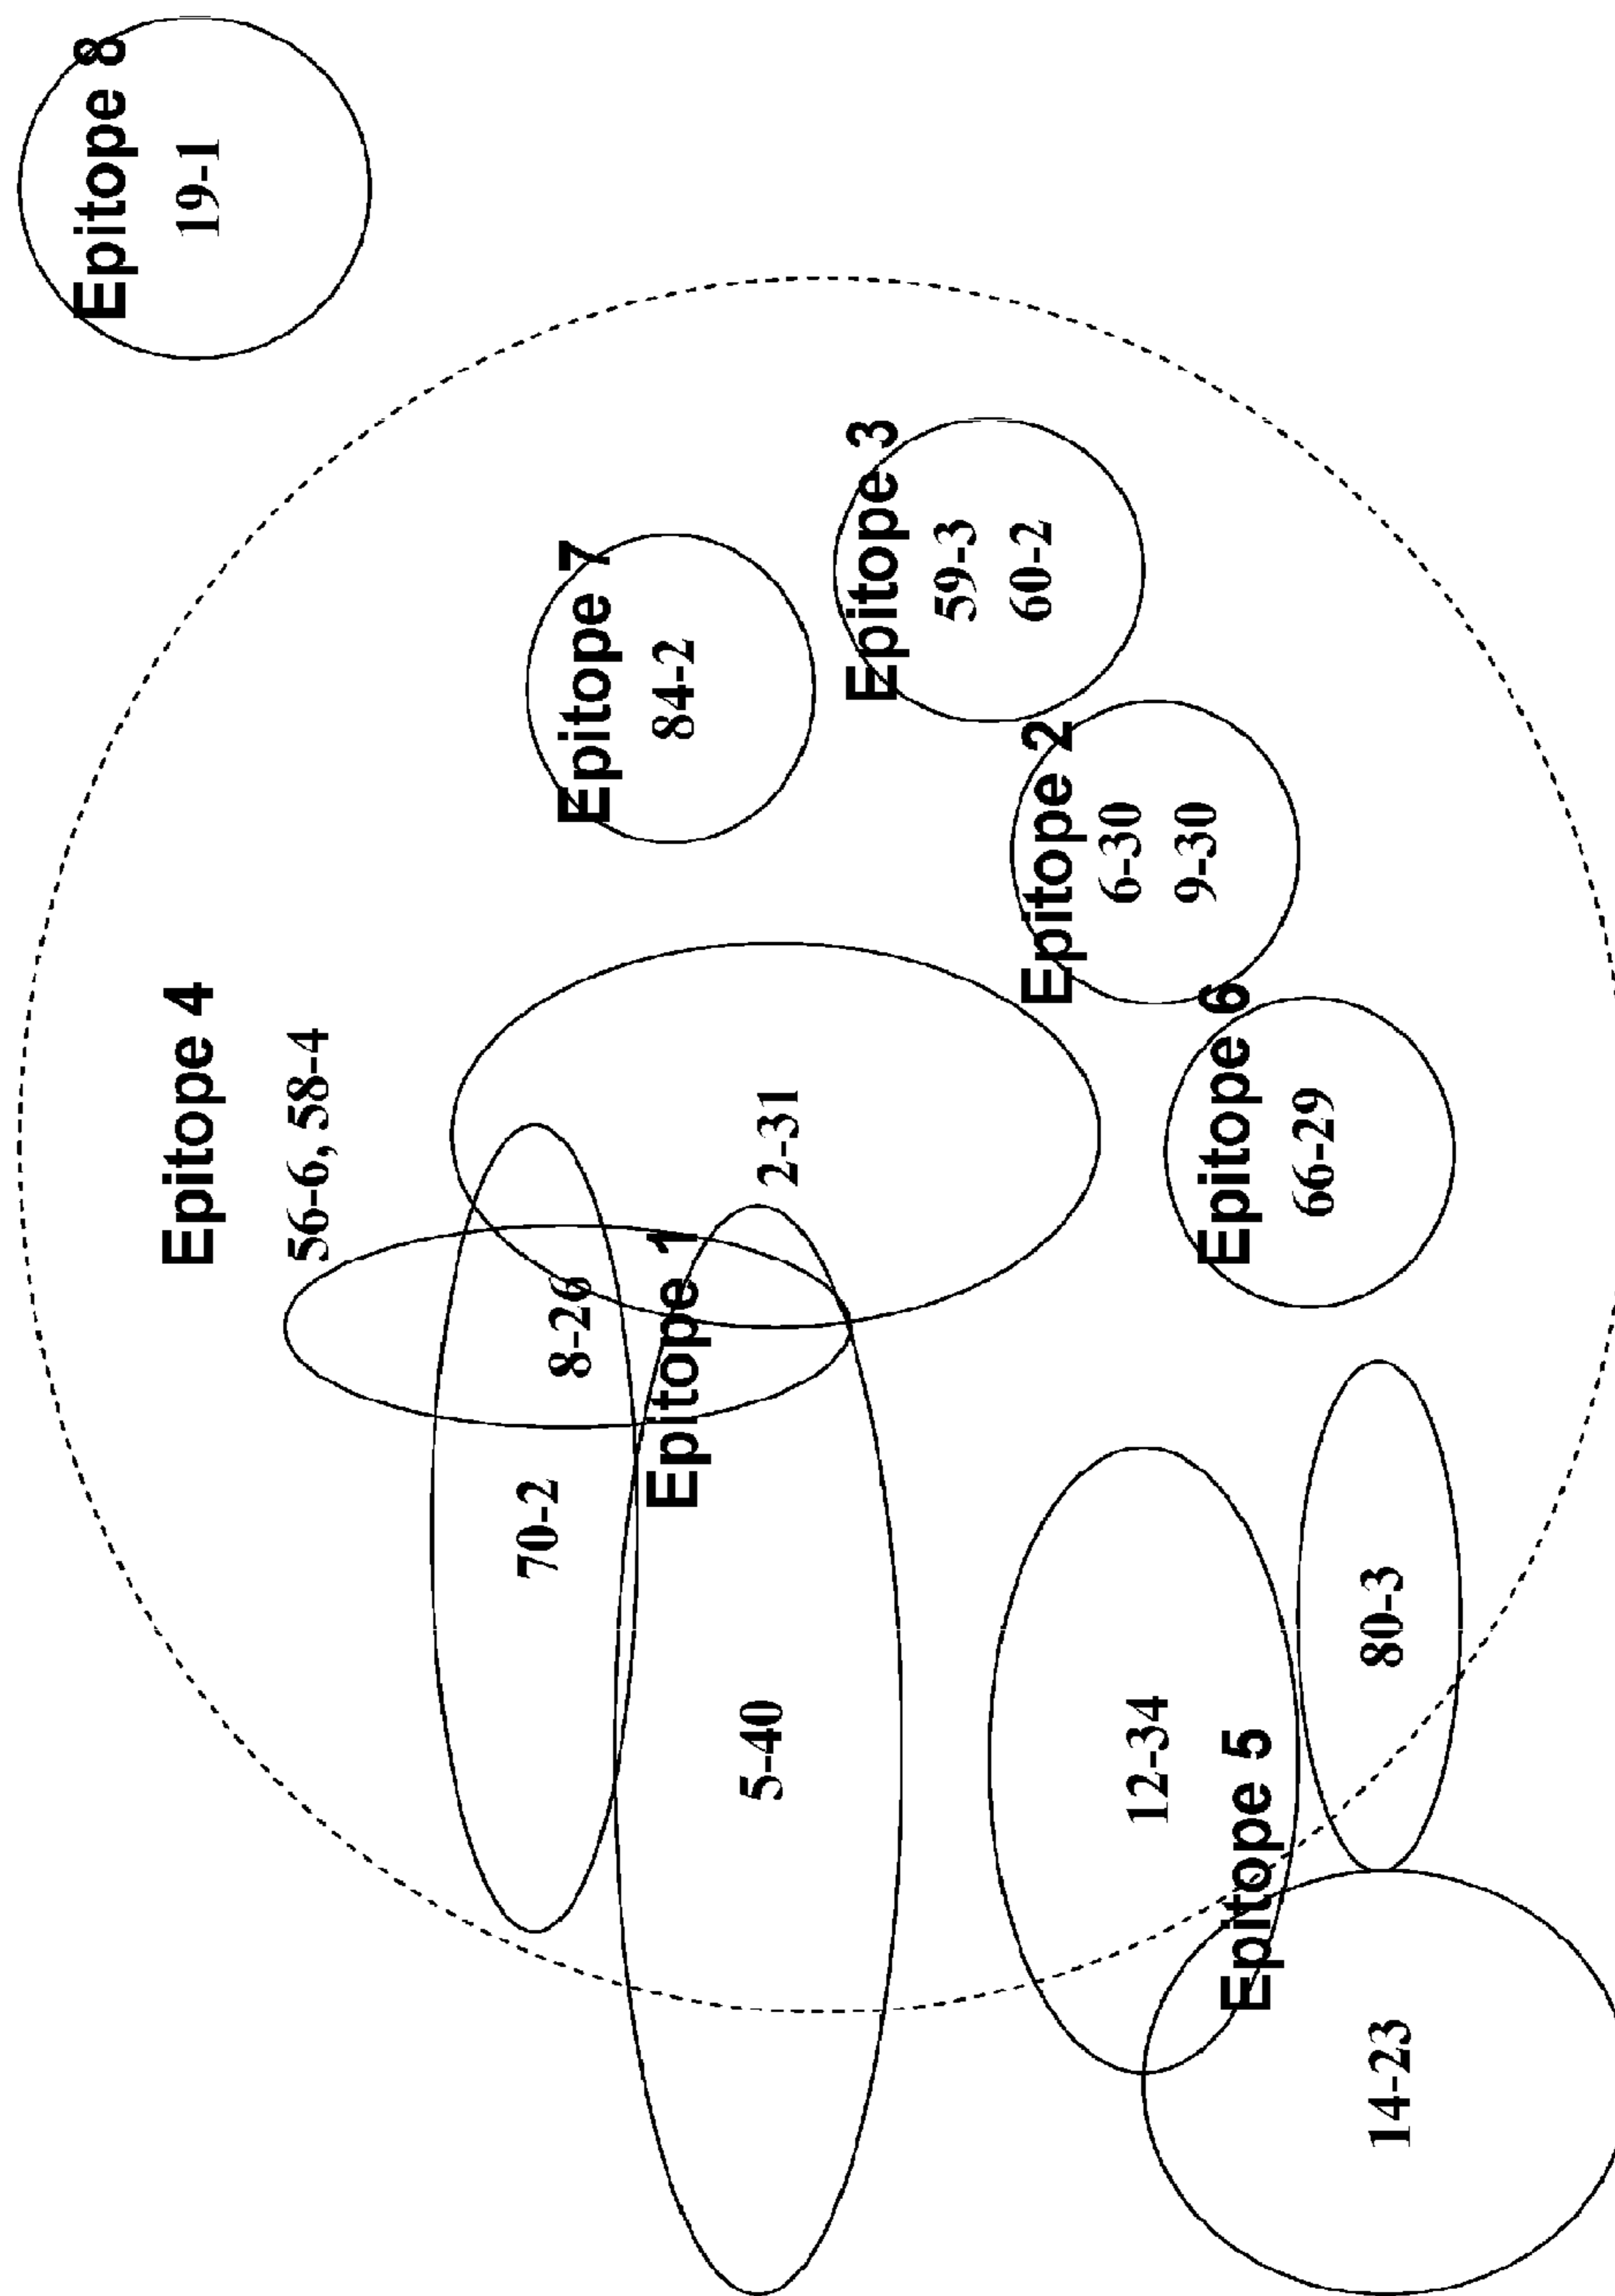 Epitope 8
19-1
Epitope 4
56-6, 58-4
70-2
8-26
Epitope 7
84-2
Epitope 1
5-40
2-31
Epitope 3
59-3
60-2
Epitope 2
6-30
9-30
12-34
Epitope 6
66-29
Epitope 5
14-23
80-3